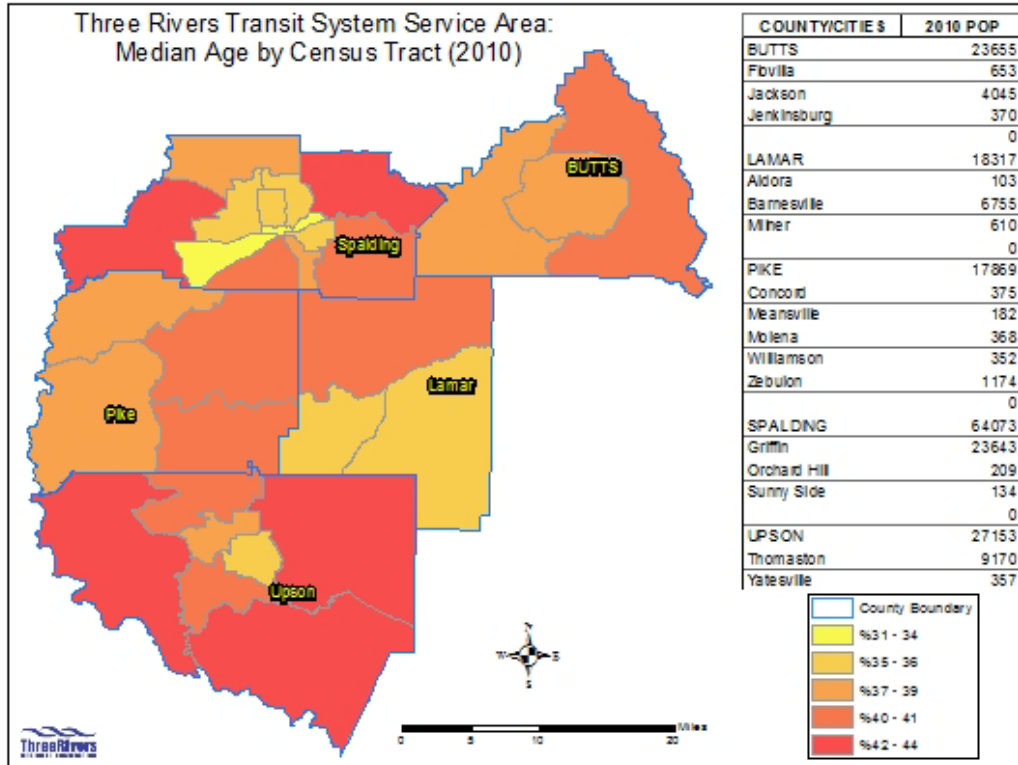 Three Rivers Transit System Service Area:
Median Age by Census Tract (2010)
COUNTY/CITIES 2010 POP
BUTTS 23655
Flovilla 653
Jackson 4045
Jenkinsburg 370
0
LAMAR 18317
Aldora 103
Barnesville 6755
Milner 610
0
PIKE 17869
Concord 375
Meansville 182
Molena 368
Williamson 352
Zebulon 1174
0
SPALDING 64073
Griffin 23643
Orchard Hill 209
Sunny Side 134
0
UPSON 27153
Thomaston 9170
Yatesville 357
BUTTS
Spalding
Lamar
Pike
Upson
County Boundary
%31 - 34
%35 - 36
%37 - 39
%40 - 41
%42 - 44
N
W E
S
Miles
0 5 10 20
ThreeRivers